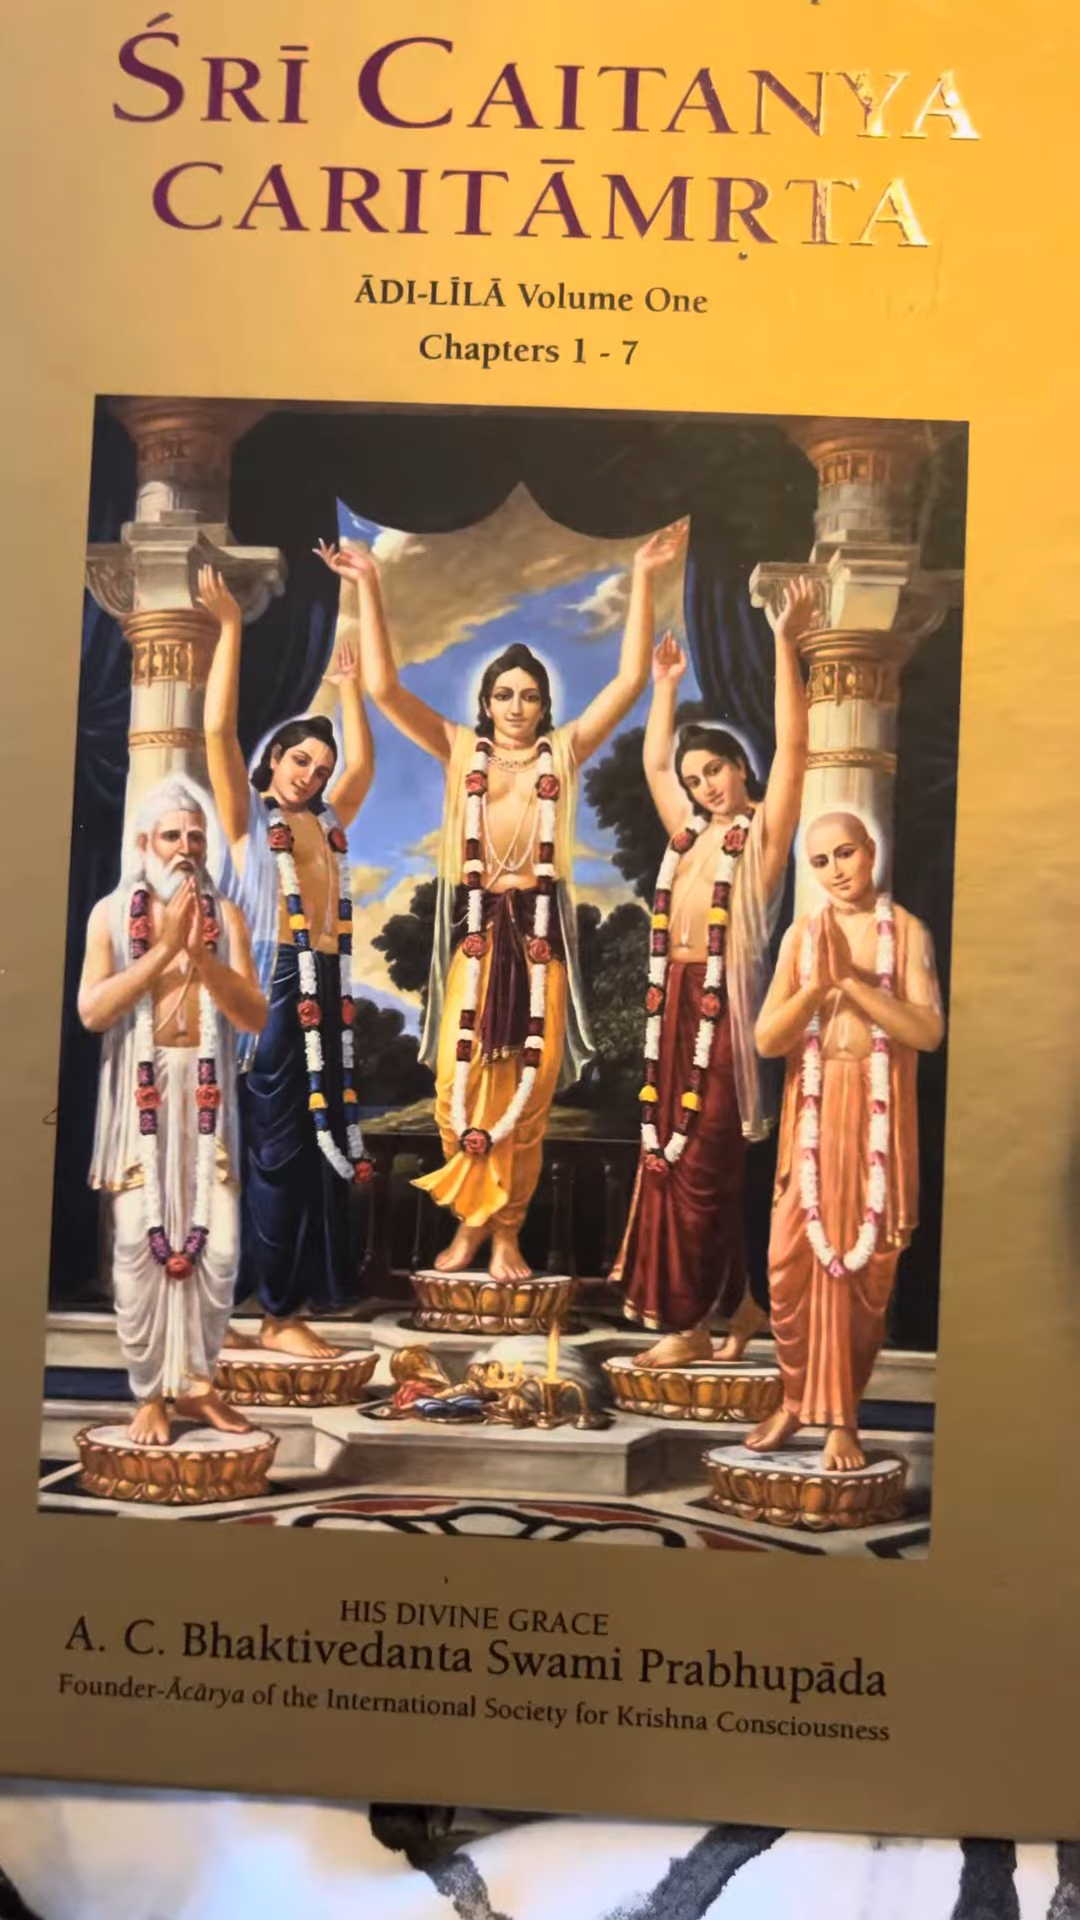 ŚRĪ CAITANYA
CARITĀMṚTA
ĀDI-LĪLĀ Volume One
Chapters 1 - 7
HIS DIVINE GRACE
A. C. Bhaktivedanta Swami Prabhupāda
Founder-Ācārya of the International Society for Krishna Consciousness